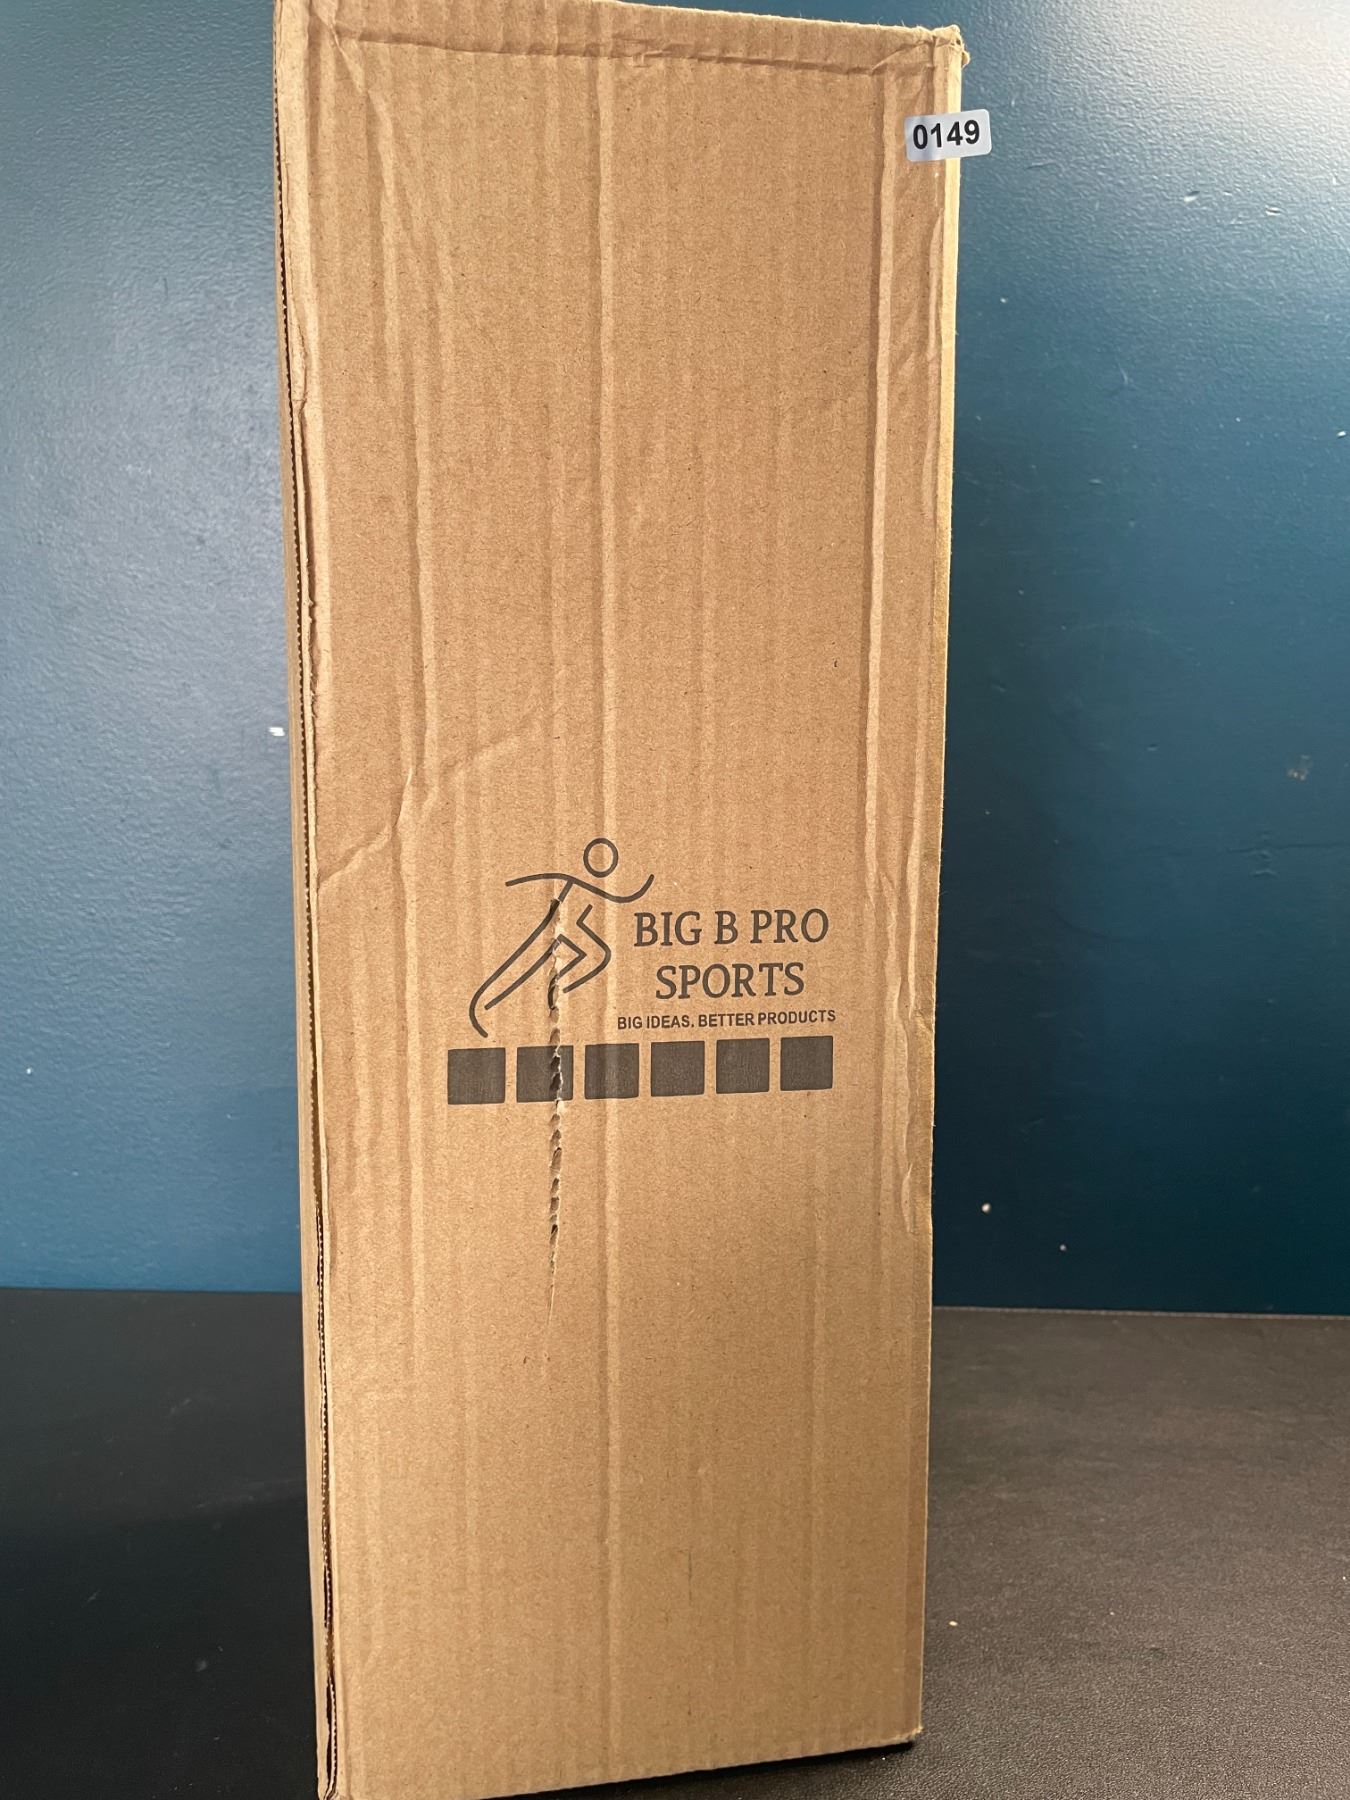 0149
BIG B PRO
SPORTS
BIG IDEAS. BETTER PRODUCTS